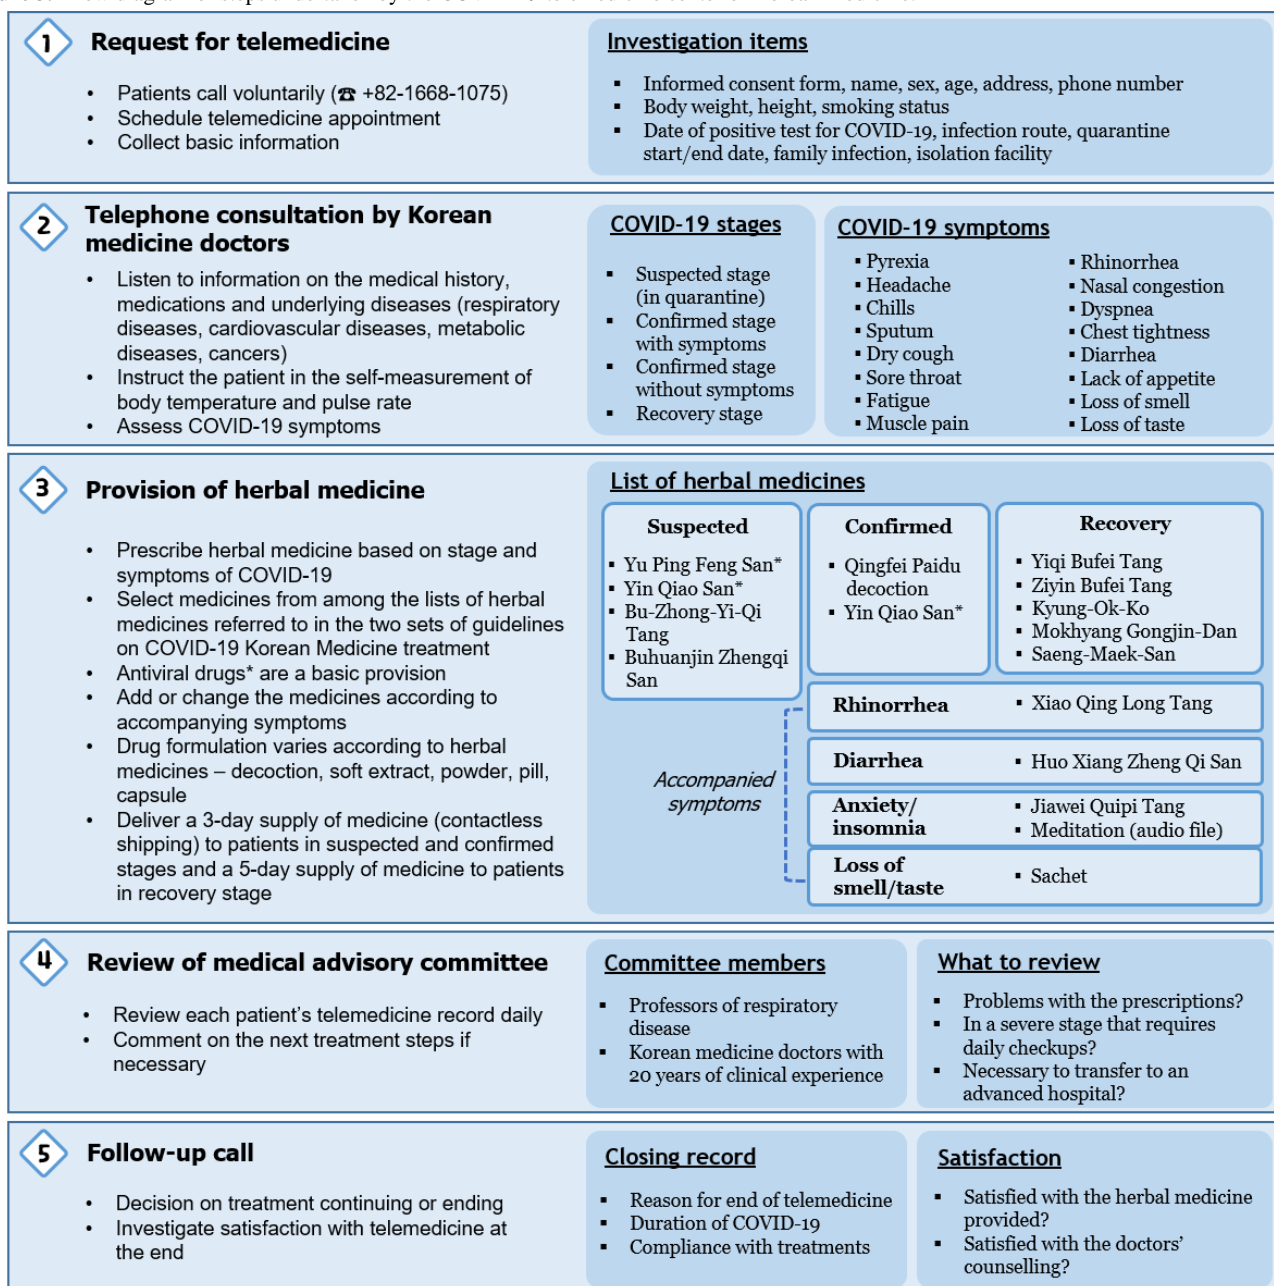 1
Request for telemedicine
• Patients call voluntarily (☎ +82-1668-1075)
• Schedule telemedicine appointment
• Collect basic information
Investigation items
▪ Informed consent form, name, sex, age, address, phone number
▪ Body weight, height, smoking status
▪ Date of positive test for COVID-19, infection route, quarantine
start/end date, family infection, isolation facility
2
Telephone consultation by Korean
medicine doctors
• Listen to information on the medical history,
medications and underlying diseases (respiratory
diseases, cardiovascular diseases, metabolic
diseases, cancers)
• Instruct the patient in the self-measurement of
body temperature and pulse rate
• Assess COVID-19 symptoms
COVID-19 stages
▪ Suspected stage
(in quarantine)
▪ Confirmed stage
with symptoms
▪ Confirmed stage
without symptoms
▪ Recovery stage
COVID-19 symptoms
▪ Pyrexia
▪ Headache
▪ Chills
▪ Sputum
▪ Dry cough
▪ Sore throat
▪ Fatigue
▪ Muscle pain
▪ Rhinorrhea
▪ Nasal congestion
▪ Dyspnea
▪ Chest tightness
▪ Diarrhea
▪ Lack of appetite
▪ Loss of smell
▪ Loss of taste
3
Provision of herbal medicine
• Prescribe herbal medicine based on stage and
symptoms of COVID-19
• Select medicines from among the lists of herbal
medicines referred to in the two sets of guidelines
on COVID-19 Korean Medicine treatment
• Antiviral drugs* are a basic provision
• Add or change the medicines according to
accompanying symptoms
• Drug formulation varies according to herbal
medicines – decoction, soft extract, powder, pill,
capsule
• Deliver a 3-day supply of medicine (contactless
shipping) to patients in suspected and confirmed
stages and a 5-day supply of medicine to patients
in recovery stage
List of herbal medicines
Suspected
▪ Yu Ping Feng San*
▪ Yin Qiao San*
▪ Bu-Zhong-Yi-Qi
Tang
▪ Buhuanjin Zhengqi
San
Confirmed
▪ Qingfei Paidu
decoction
▪ Yin Qiao San*
Recovery
▪ Yiqi Bufei Tang
▪ Ziyin Bufei Tang
▪ Kyung-Ok-Ko
▪ Mokhyang Gongjin-Dan
▪ Saeng-Maek-San
Accompanied
symptoms
Rhinorrhea ▪ Xiao Qing Long Tang
Diarrhea ▪ Huo Xiang Zheng Qi San
Anxiety/
insomnia
▪ Jiawei Quipi Tang
▪ Meditation (audio file)
Loss of
smell/taste
▪ Sachet
4
Review of medical advisory committee
• Review each patient's telemedicine record daily
• Comment on the next treatment steps if
necessary
Committee members
▪ Professors of respiratory
disease
▪ Korean medicine doctors with
20 years of clinical experience
What to review
▪ Problems with the prescriptions?
▪ In a severe stage that requires
daily checkups?
▪ Necessary to transfer to an
advanced hospital?
5
Follow-up call
• Decision on treatment continuing or ending
• Investigate satisfaction with telemedicine at
the end
Closing record
▪ Reason for end of telemedicine
▪ Duration of COVID-19
▪ Compliance with treatments
Satisfaction
▪ Satisfied with the herbal medicine
provided?
▪ Satisfied with the doctors'
counselling?